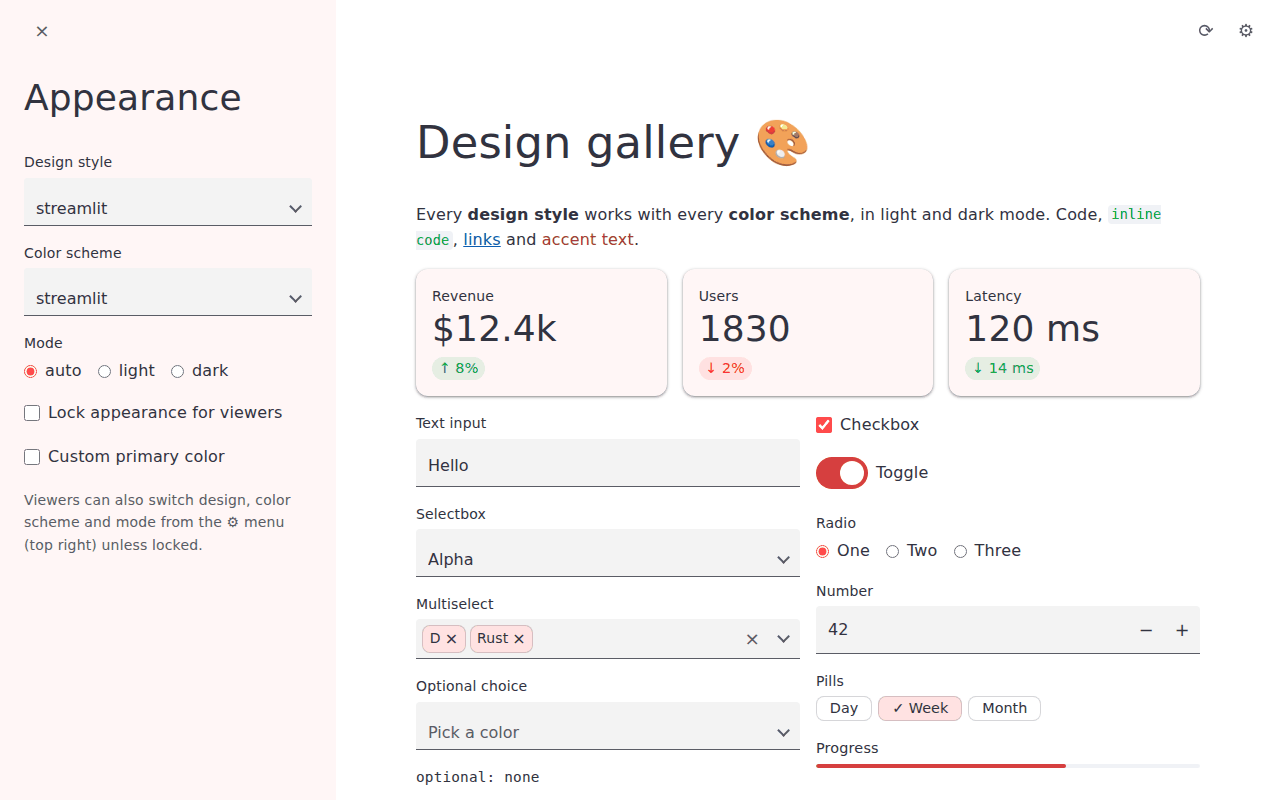 Appearance
Design style
streamlit
Color scheme
streamlit
Mode
auto light dark
Lock appearance for viewers
Custom primary color
Viewers can also switch design, color
scheme and mode from the ⚙ menu
(top right) unless locked.
Design gallery 🎨
Every design style works with every color scheme, in light and dark mode. Code, inline
code, links and accent text.
Revenue
$12.4k
↑ 8%
Users
1830
↓ 2%
Latency
120 ms
↓ 14 ms
Text input
Hello
Selectbox
Alpha
Multiselect
D × Rust ×
Optional choice
Pick a color
optional: none
Checkbox
Toggle
Radio
One Two Three
Number
42 − +
Pills
Day ✓ Week Month
Progress